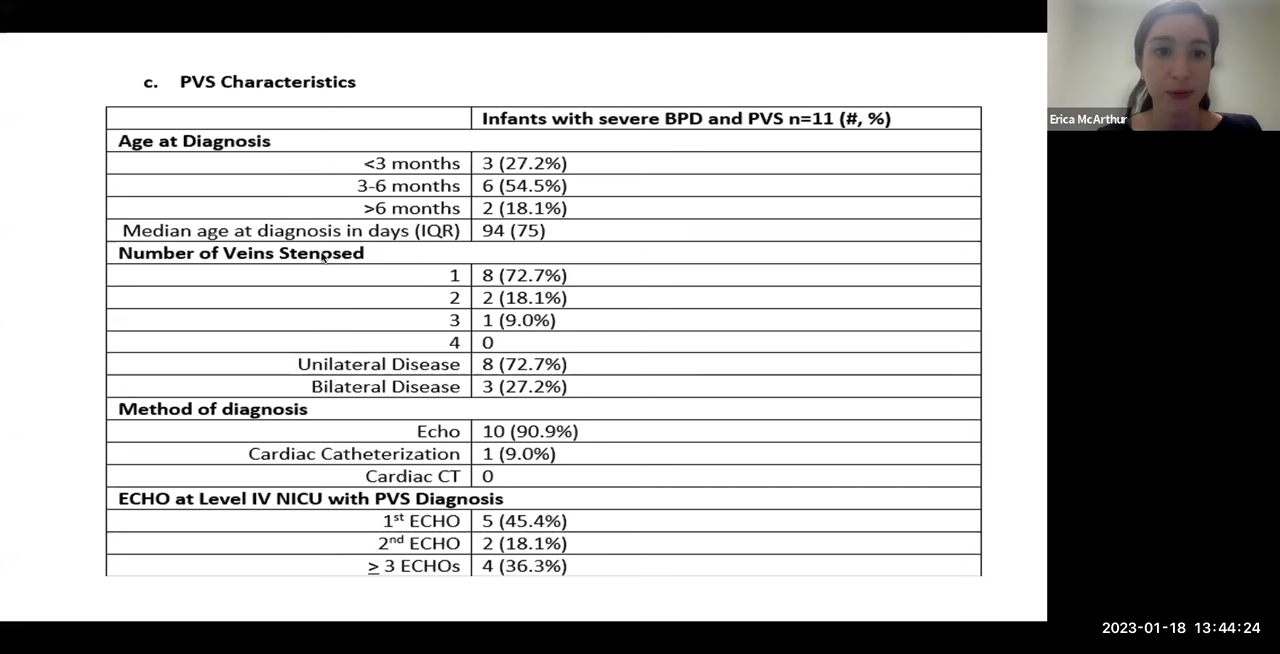 c. PVS Characteristics
Infants with severe BPD and PVS n=11 (#, %)
Age at Diagnosis
<3 months 3 (27.2%)
3-6 months 6 (54.5%)
>6 months 2 (18.1%)
Median age at diagnosis in days (IQR) 94 (75)
Number of Veins Stenosed
1 8 (72.7%)
2 2 (18.1%)
3 1 (9.0%)
4 0
Unilateral Disease 8 (72.7%)
Bilateral Disease 3 (27.2%)
Method of diagnosis
Echo 10 (90.9%)
Cardiac Catheterization 1 (9.0%)
Cardiac CT 0
ECHO at Level IV NICU with PVS Diagnosis
1st ECHO 5 (45.4%)
2nd ECHO 2 (18.1%)
≥ 3 ECHOs 4 (36.3%)
Erica McArthur
2023-01-18 13:44:24